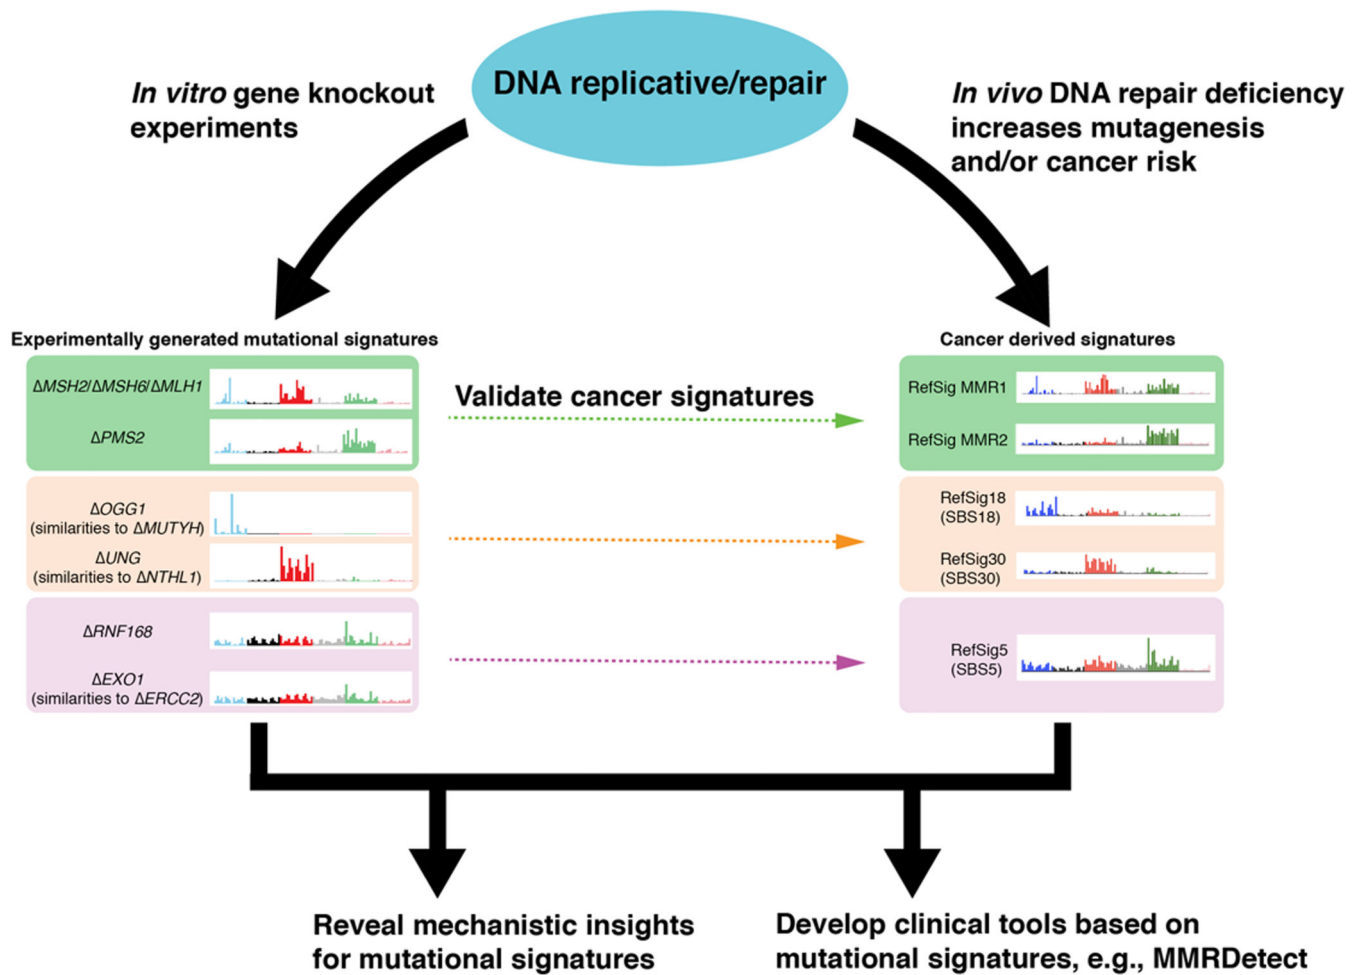 DNA replicative/repair
In vitro gene knockout
experiments
In vivo DNA repair deficiency
increases mutagenesis
and/or cancer risk
Experimentally generated mutational signatures
ΔMSH2/ΔMSH6/ΔMLH1
ΔPMS2
ΔOGG1
(similarities to ΔMUTYH)
ΔUNG
(similarities to ΔNTHL1)
ΔRNF168
ΔEXO1
(similarities to ΔERCC2)
Validate cancer signatures
Cancer derived signatures
RefSig MMR1
RefSig MMR2
RefSig18
(SBS18)
RefSig30
(SBS30)
RefSig5
(SBS5)
Reveal mechanistic insights
for mutational signatures
Develop clinical tools based on
mutational signatures, e.g., MMRDetect